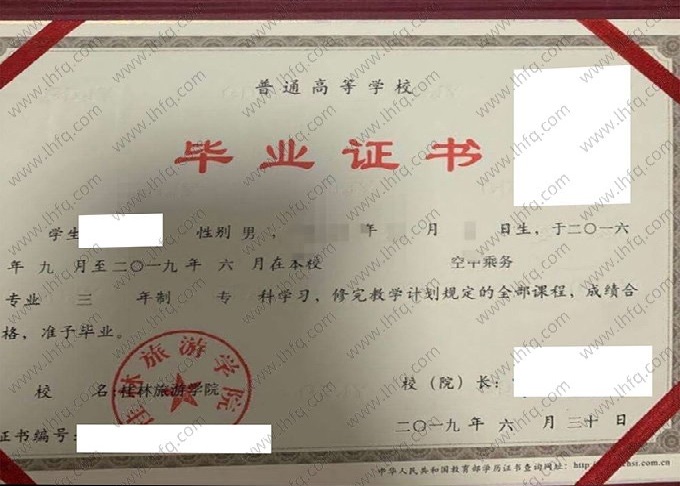 普通高等学校
毕业证书
学生 性别 男 , 年 月 日生, 于二〇一六
年 九 月至二〇一九年 六 月在本校 空中乘务
专业 三 年制 专 科学习, 修完教学计划规定的全部课程, 成绩合
格, 准予毕业。
桂林旅游学院
校 名:桂林旅游学院 校(院)长:
证书编号: 二〇一九 年 六 月 三十 日
中华人民共和国教育部学历证书查询网址: http
www.lhfq.com